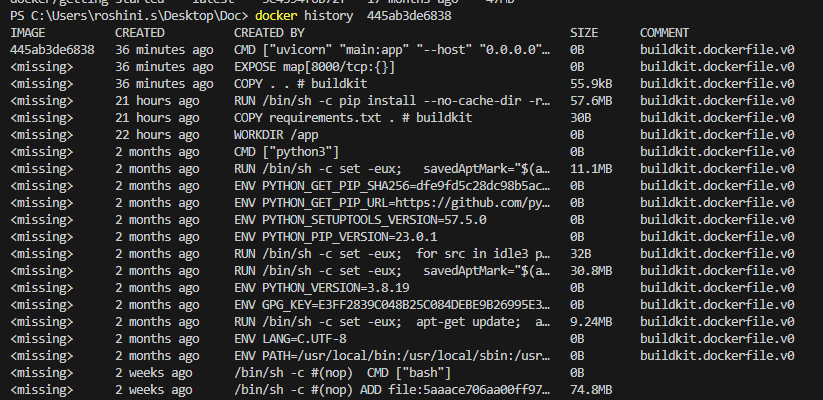 docker/getting-started latest 3e4394f6b72f 17 months ago 47MB
PS C:\Users\roshini.s\Desktop\Doc> docker history 445ab3de6838
IMAGE CREATED CREATED BY SIZE COMMENT
445ab3de6838 36 minutes ago CMD ["uvicorn" "main:app" "--host" "0.0.0.0"… 0B buildkit.dockerfile.v0
<missing> 36 minutes ago EXPOSE map[8000/tcp:{}] 0B buildkit.dockerfile.v0
<missing> 36 minutes ago COPY . . # buildkit 55.9kB buildkit.dockerfile.v0
<missing> 21 hours ago RUN /bin/sh -c pip install --no-cache-dir -r… 57.6MB buildkit.dockerfile.v0
<missing> 21 hours ago COPY requirements.txt . # buildkit 30B buildkit.dockerfile.v0
<missing> 22 hours ago WORKDIR /app 0B buildkit.dockerfile.v0
<missing> 2 months ago CMD ["python3"] 0B buildkit.dockerfile.v0
<missing> 2 months ago RUN /bin/sh -c set -eux; savedAptMark="$(a… 11.1MB buildkit.dockerfile.v0
<missing> 2 months ago ENV PYTHON_GET_PIP_SHA256=dfe9fd5c28dc98b5ac… 0B buildkit.dockerfile.v0
<missing> 2 months ago ENV PYTHON_GET_PIP_URL=https://github.com/py… 0B buildkit.dockerfile.v0
<missing> 2 months ago ENV PYTHON_SETUPTOOLS_VERSION=57.5.0 0B buildkit.dockerfile.v0
<missing> 2 months ago ENV PYTHON_PIP_VERSION=23.0.1 0B buildkit.dockerfile.v0
<missing> 2 months ago RUN /bin/sh -c set -eux; for src in idle3 p… 32B buildkit.dockerfile.v0
<missing> 2 months ago RUN /bin/sh -c set -eux; savedAptMark="$(a… 30.8MB buildkit.dockerfile.v0
<missing> 2 months ago ENV PYTHON_VERSION=3.8.19 0B buildkit.dockerfile.v0
<missing> 2 months ago ENV GPG_KEY=E3FF2839C048B25C084DEBE9B26995E3… 0B buildkit.dockerfile.v0
<missing> 2 months ago RUN /bin/sh -c set -eux; apt-get update; a… 9.24MB buildkit.dockerfile.v0
<missing> 2 months ago ENV LANG=C.UTF-8 0B buildkit.dockerfile.v0
<missing> 2 months ago ENV PATH=/usr/local/bin:/usr/local/sbin:/usr… 0B buildkit.dockerfile.v0
<missing> 2 weeks ago /bin/sh -c #(nop) CMD ["bash"] 0B
<missing> 2 weeks ago /bin/sh -c #(nop) ADD file:5aaace706aa00ff97… 74.8MB